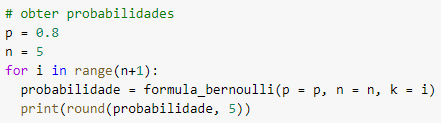 # obter probabilidades
p = 0.8
n = 5
for i in range(n+1):
  probabilidade = formula_bernoulli(p = p, n = n, k = i)
  print(round(probabilidade, 5))